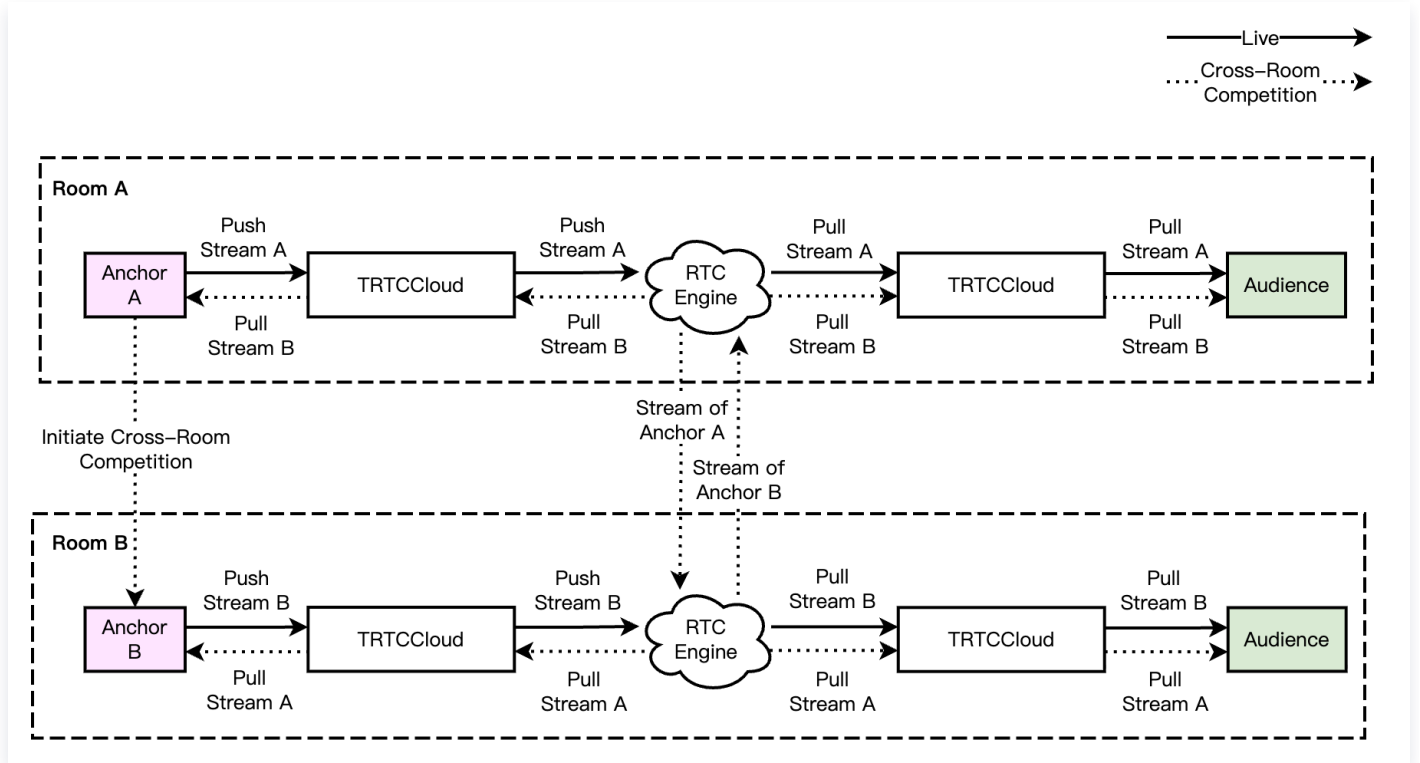 Live
Cross-Room
Competition
Room A
Push
Stream A
Push
Stream A
Pull
Stream A
Pull
Stream A
Anchor
A
TRTCCloud
RTC
Engine
TRTCCloud
Audience
Pull
Stream B
Pull
Stream B
Pull
Stream B
Pull
Stream B
Initiate Cross-Room
Competition
Stream of
Anchor A
Stream of
Anchor B
Room B
Push
Stream B
Push
Stream B
Pull
Stream B
Pull
Stream B
Anchor
B
TRTCCloud
RTC
Engine
TRTCCloud
Audience
Pull
Stream A
Pull
Stream A
Pull
Stream A
Pull
Stream A